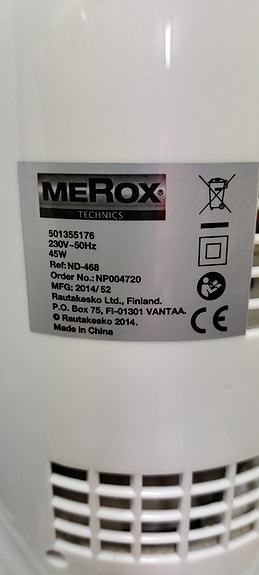 MEROX®
TECHNICS
501355176
230V~50Hz
45W
Ref:ND-468
Order No.:NP004720
MFG: 2014/52
Rautakesko Ltd., Finland.
P.O. Box 75, FI-01301 VANTAA.
© Rautakesko 2014.
Made in China
CE